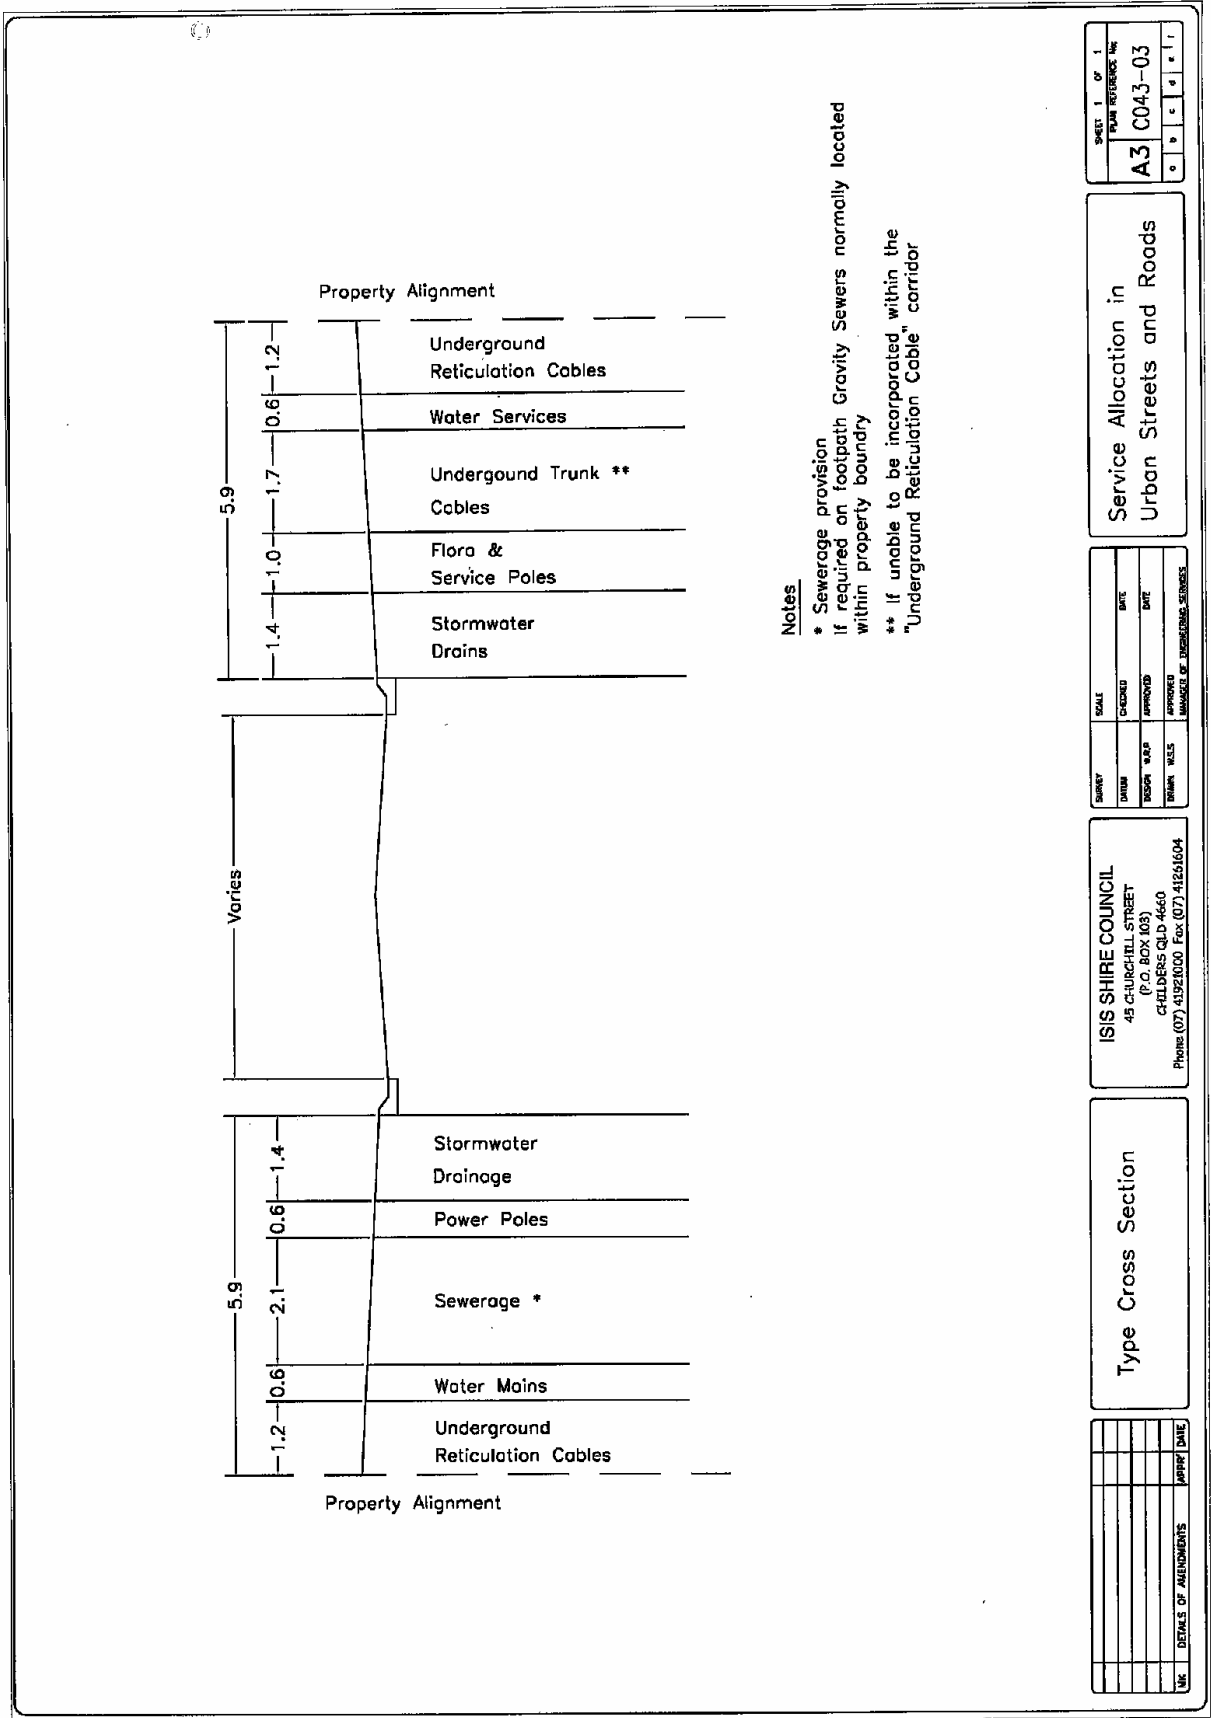 Property Alignment
5.9
1.2
0.6
1.7
1.0
1.4
Underground
Reticulation Cables
Water Services
Undergound Trunk **
Cables
Flora &
Service Poles
Stormwater
Drains
Varies
5.9
1.4
0.6
2.1
0.6
1.2
Stormwater
Drainage
Power Poles
Sewerage *
Water Mains
Underground
Reticulation Cables
Property Alignment
Notes
* Sewerage provision
If required on footpath Gravity Sewers normally located
within property boundry
** If unable to be incorporated within the
"Underground Reticulation Cable" corridor
DETAILS OF AMENDMENTS
APPR'
DATE
Type Cross Section
ISIS SHIRE COUNCIL
45 CHURCHILL STREET
(P.O. BOX 103)
CHILDERS QLD 4660
Phone (07) 41921000 Fax (07) 41261604
SURVEY
SCALE
DATUM
CHECKED
DATE
DESIGN W.R.P
APPROVED
DATE
DRAWN W.S.S
APPROVED
MANAGER OF ENGINEERING SERVICES
Service Allocation in
Urban Streets and Roads
SHEET 1 OF 1
PLAN REFERENCE No:
A3
C043-03
a b c d e f